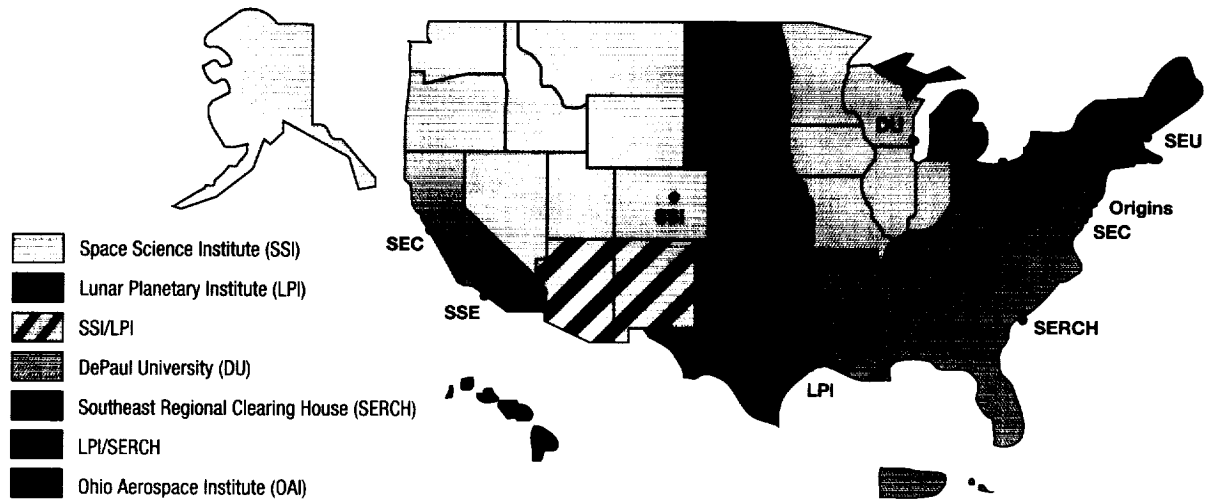 DU
SEU
SSI
Origins
SEC
SEC
SSE
SERCH
LPI
Space Science Institute (SSI)
Lunar Planetary Institute (LPI)
SSI/LPI
DePaul University (DU)
Southeast Regional Clearing House (SERCH)
LPI/SERCH
Ohio Aerospace Institute (OAI)